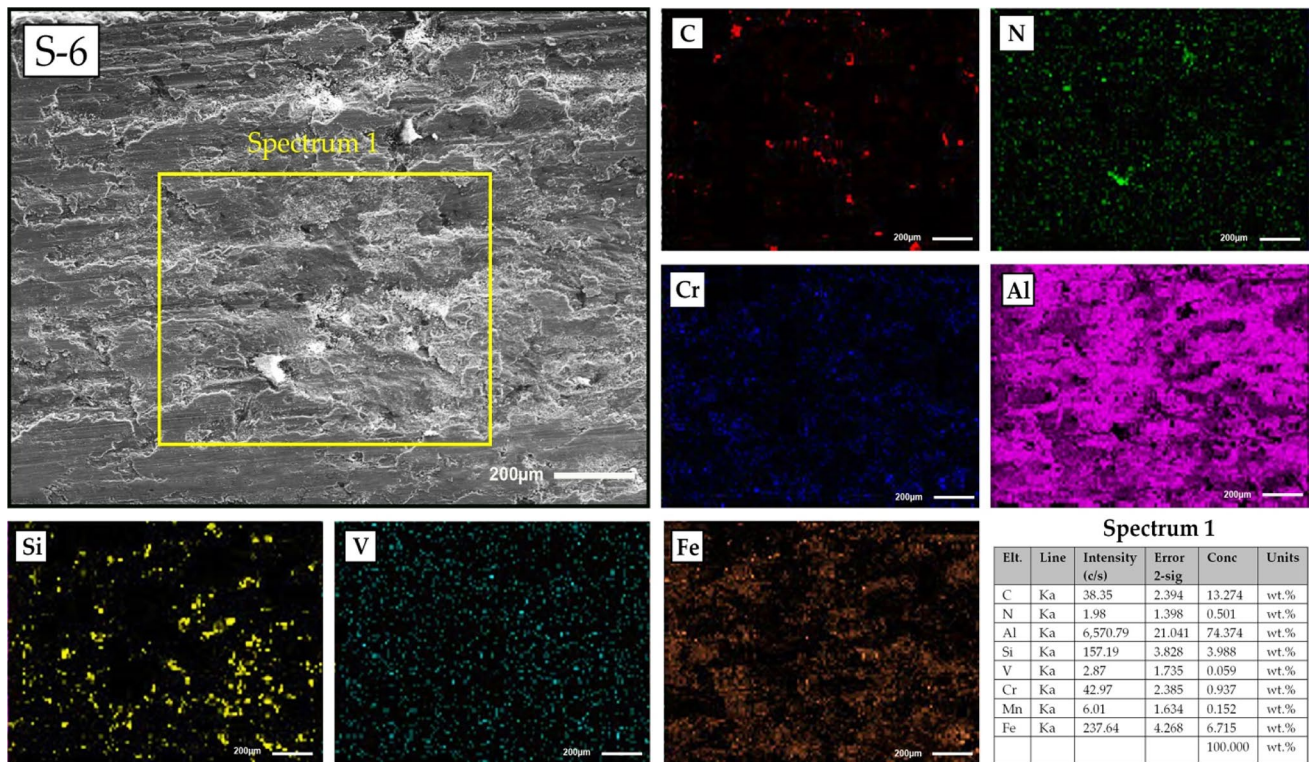 S-6
Spectrum 1
200µm
C
200µm
N
200µm
Cr
200µm
Al
200µm
Si
200µm
V
200µm
Fe
200µm
Spectrum 1
Elt. Line Intensity (c/s) Error 2-sig Conc Units
C Ka 38.35 2.394 13.274 wt.%
N Ka 1.98 1.398 0.501 wt.%
Al Ka 6,570.79 21.041 74.374 wt.%
Si Ka 157.19 3.828 3.988 wt.%
V Ka 2.87 1.735 0.059 wt.%
Cr Ka 42.97 2.385 0.937 wt.%
Mn Ka 6.01 1.634 0.152 wt.%
Fe Ka 237.64 4.268 6.715 wt.%
100.000 wt.%